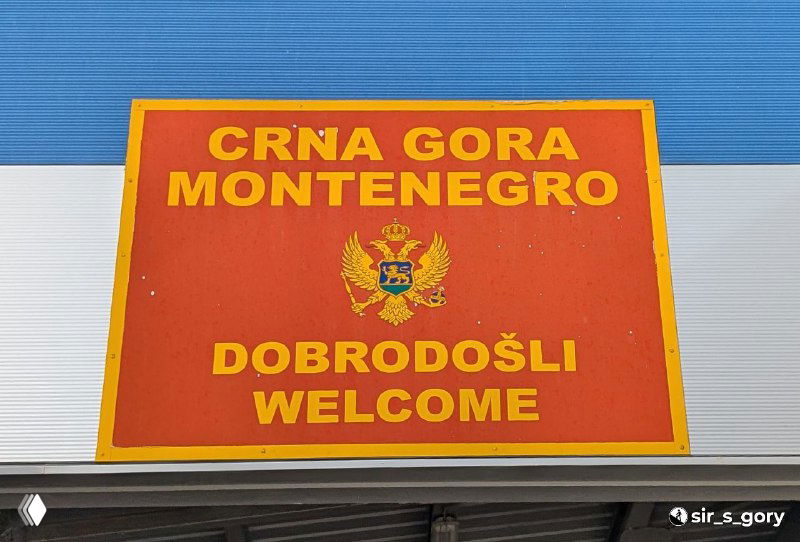 CRNA GORA
MONTENEGRO
DOBRODOŠLI
WELCOME
sir_s_gory